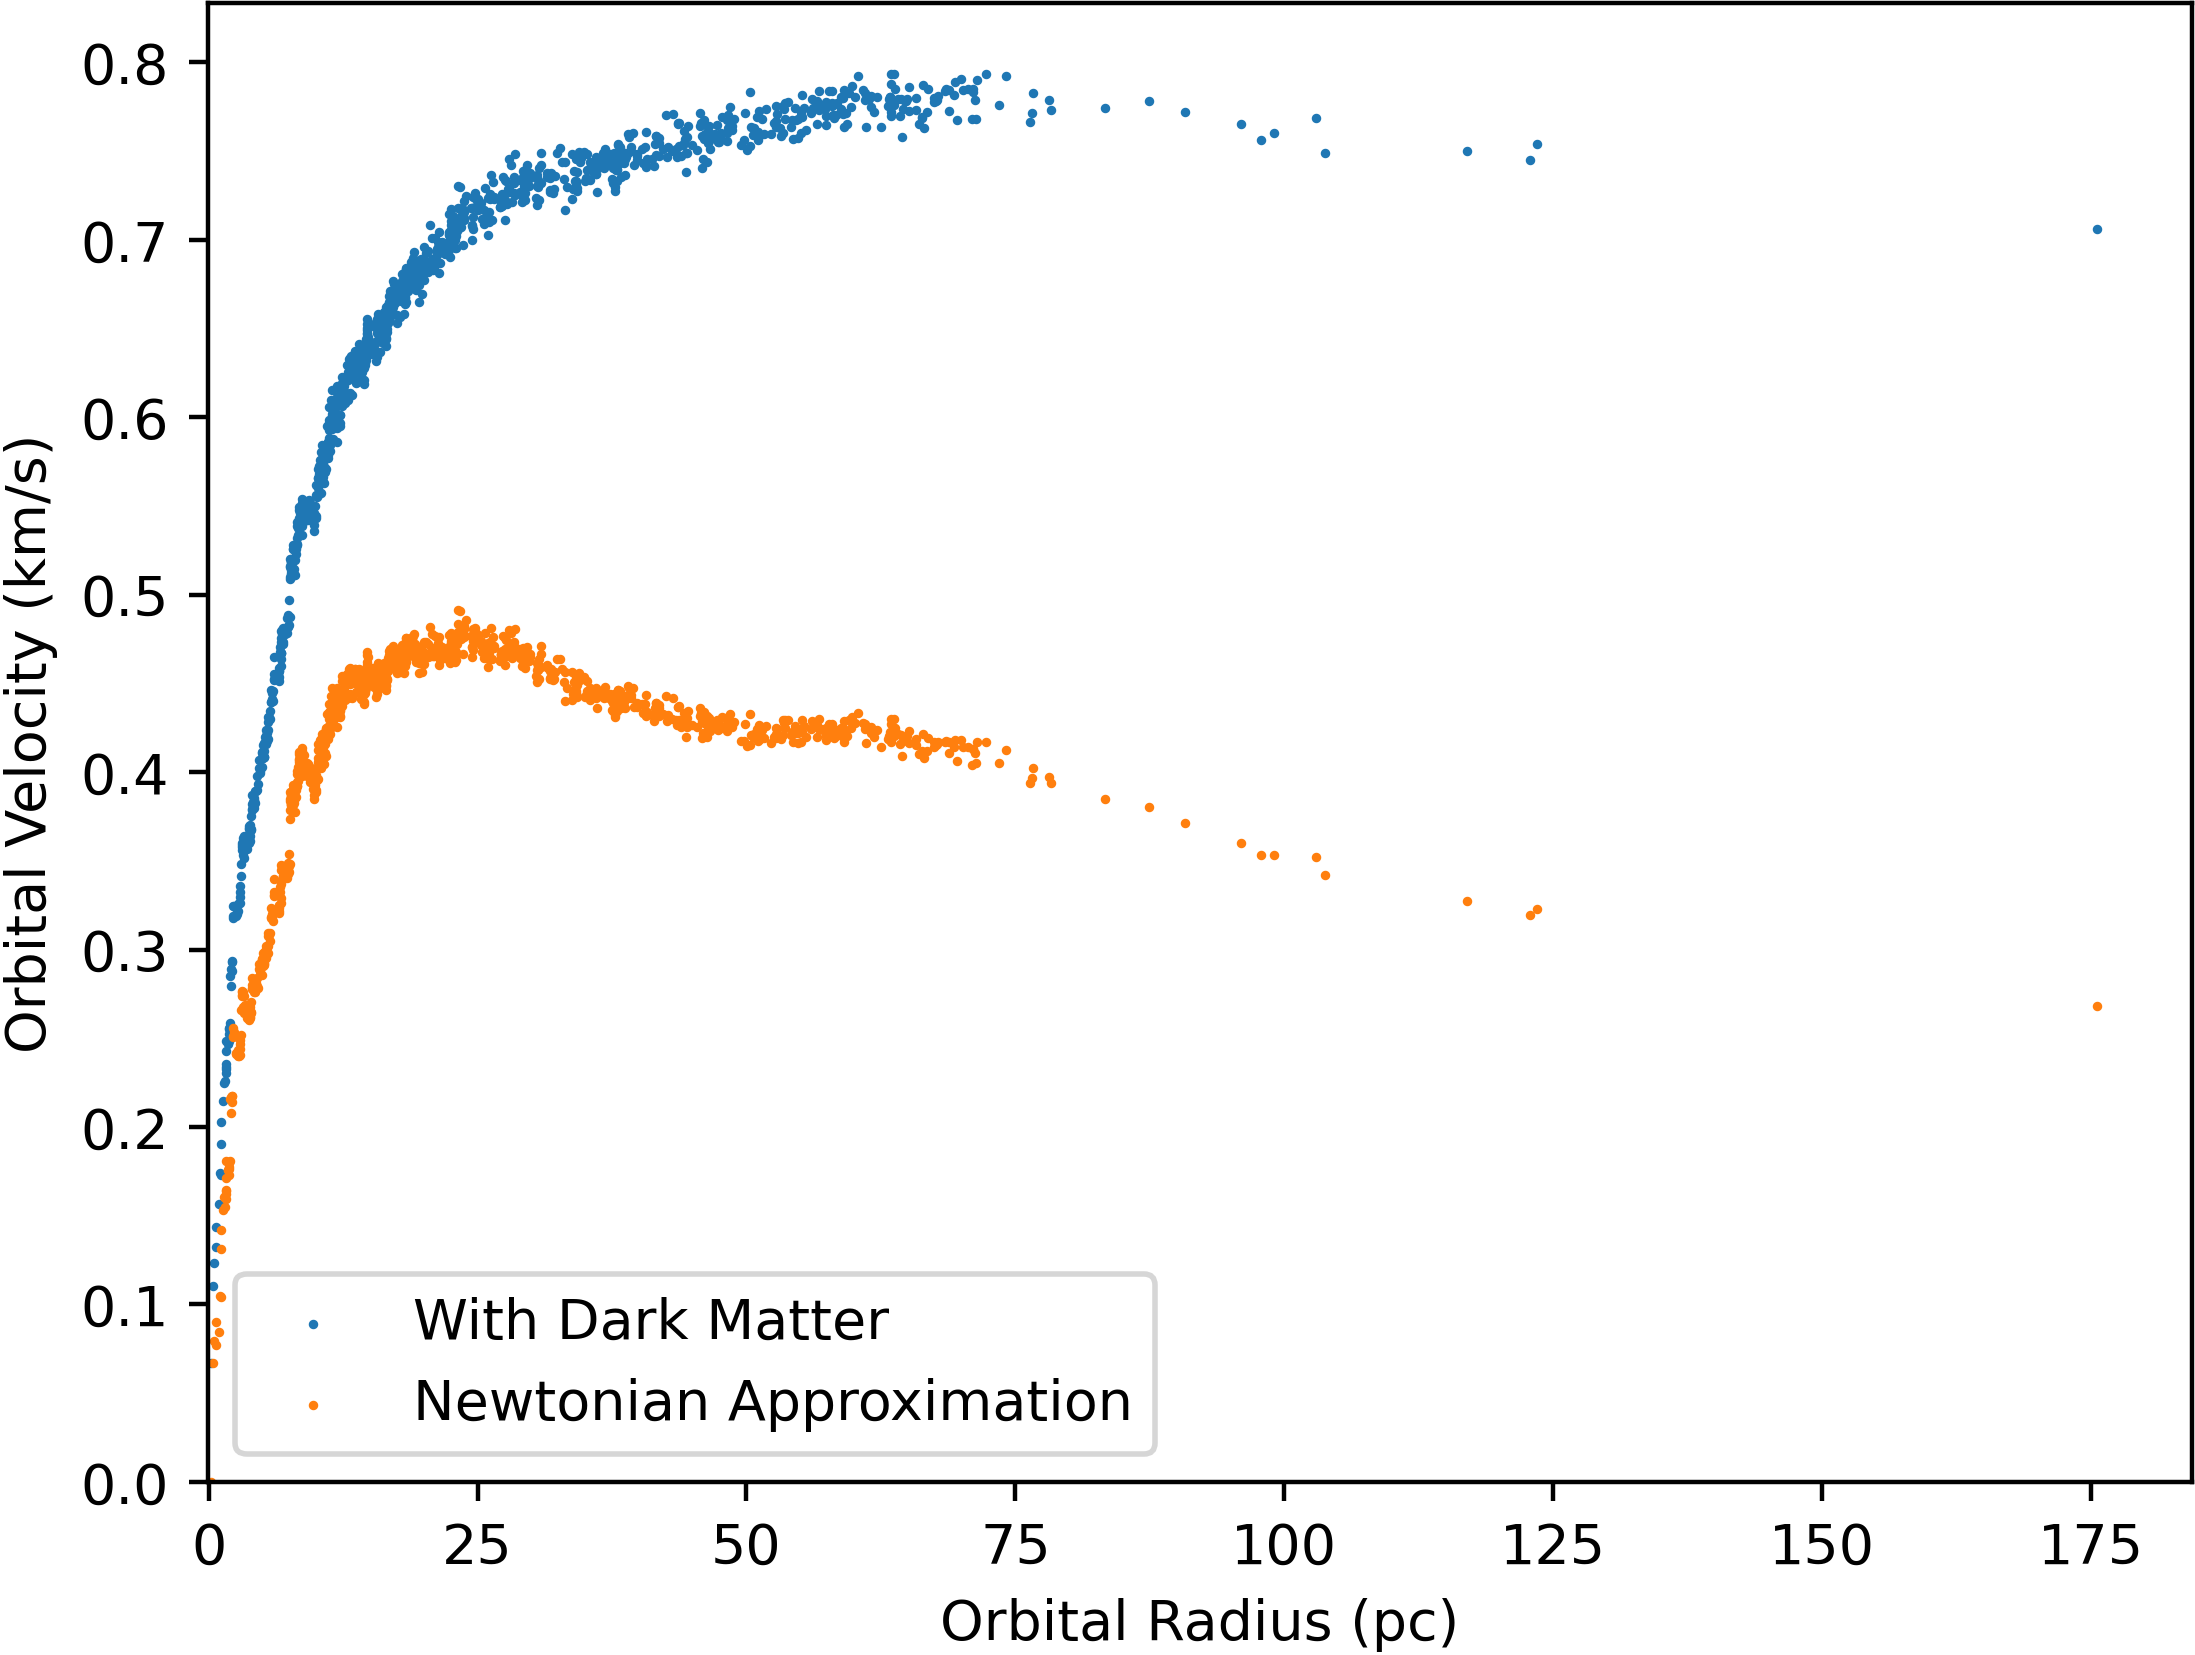 Orbital Velocity (km/s)
0.8
0.7
0.6
0.5
0.4
0.3
0.2
0.1
0.0
With Dark Matter
Newtonian Approximation
0 25 50 75 100 125 150 175
Orbital Radius (pc)